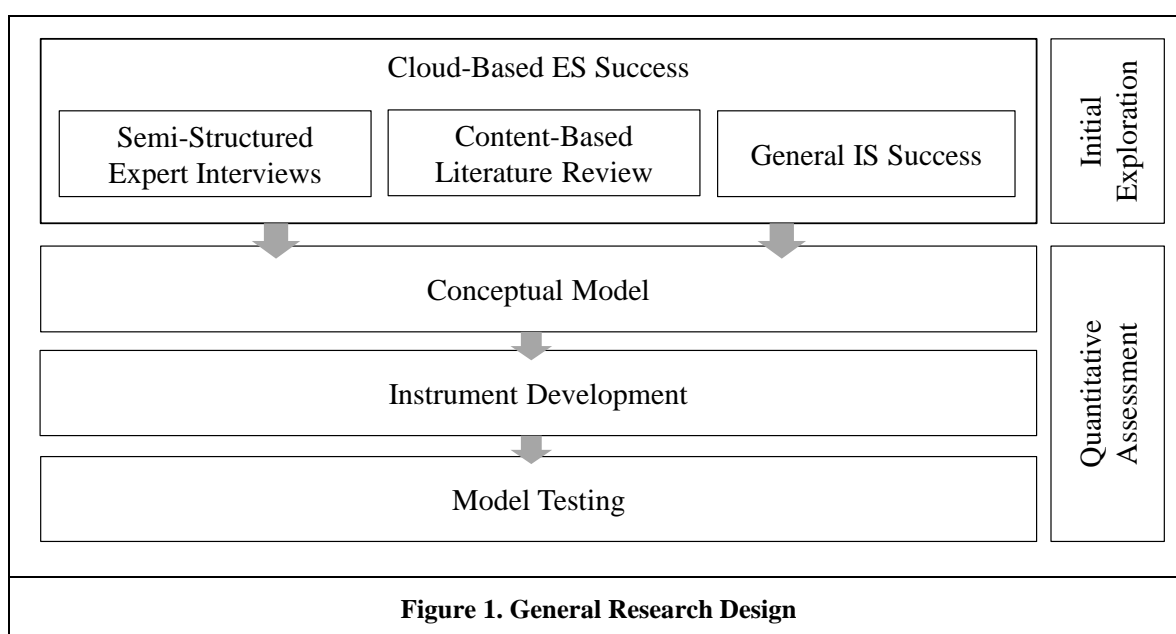 Cloud-Based ES Success
Semi-Structured
Expert Interviews
Content-Based
Literature Review
General IS Success
Initial
Exploration
Conceptual Model
Instrument Development
Model Testing
Quantitative
Assessment
Figure 1. General Research Design